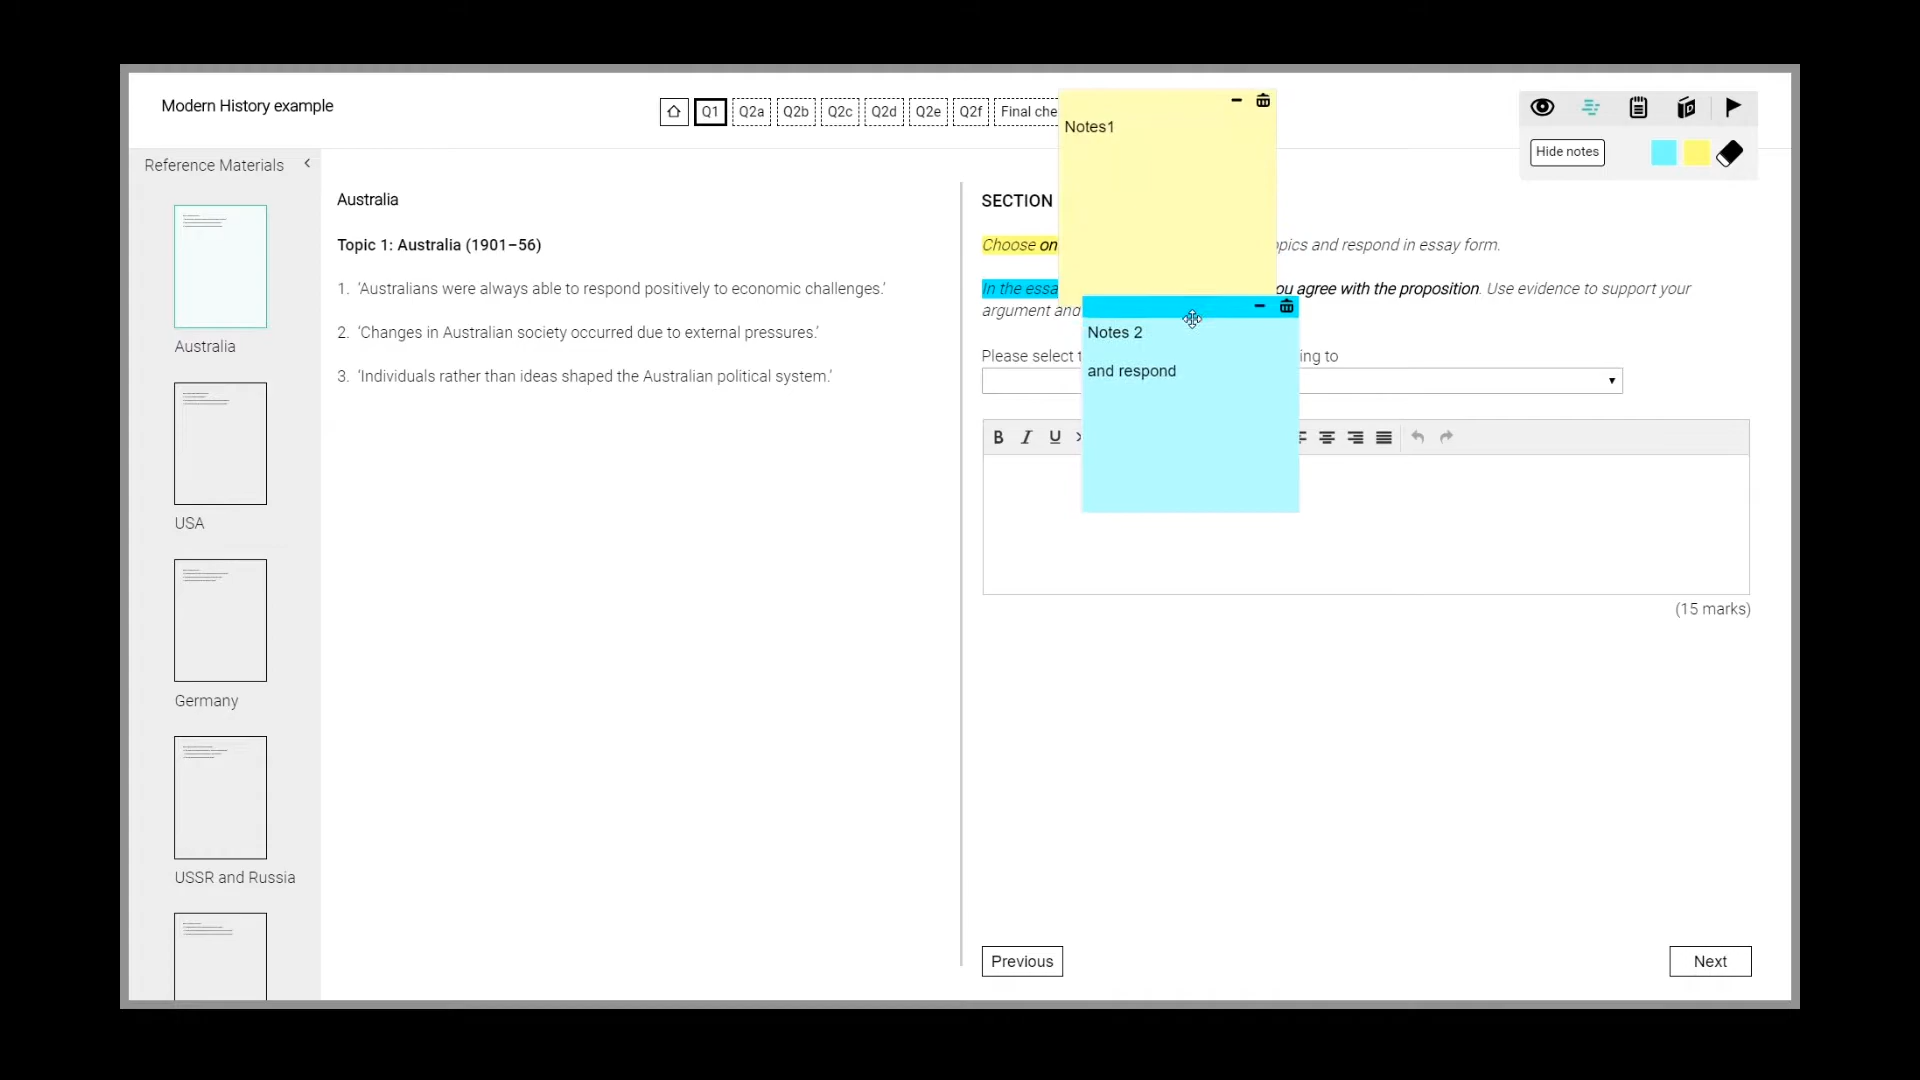 Modern History example
Q1 Q2a Q2b Q2c Q2d Q2e Q2f Final che
Hide notes
Reference Materials
Australia
USA
Germany
USSR and Russia
Australia
Topic 1: Australia (1901–56)
1. ‘Australians were always able to respond positively to economic challenges.’
2. ‘Changes in Australian society occurred due to external pressures.’
3. ‘Individuals rather than ideas shaped the Australian political system.’
Notes1
SECTION
Choose on pics and respond in essay form.
In the essa ou agree with the proposition. Use evidence to support your
argument and
Notes 2
and respond
Please select t ing to
B I U
(15 marks)
Previous
Next